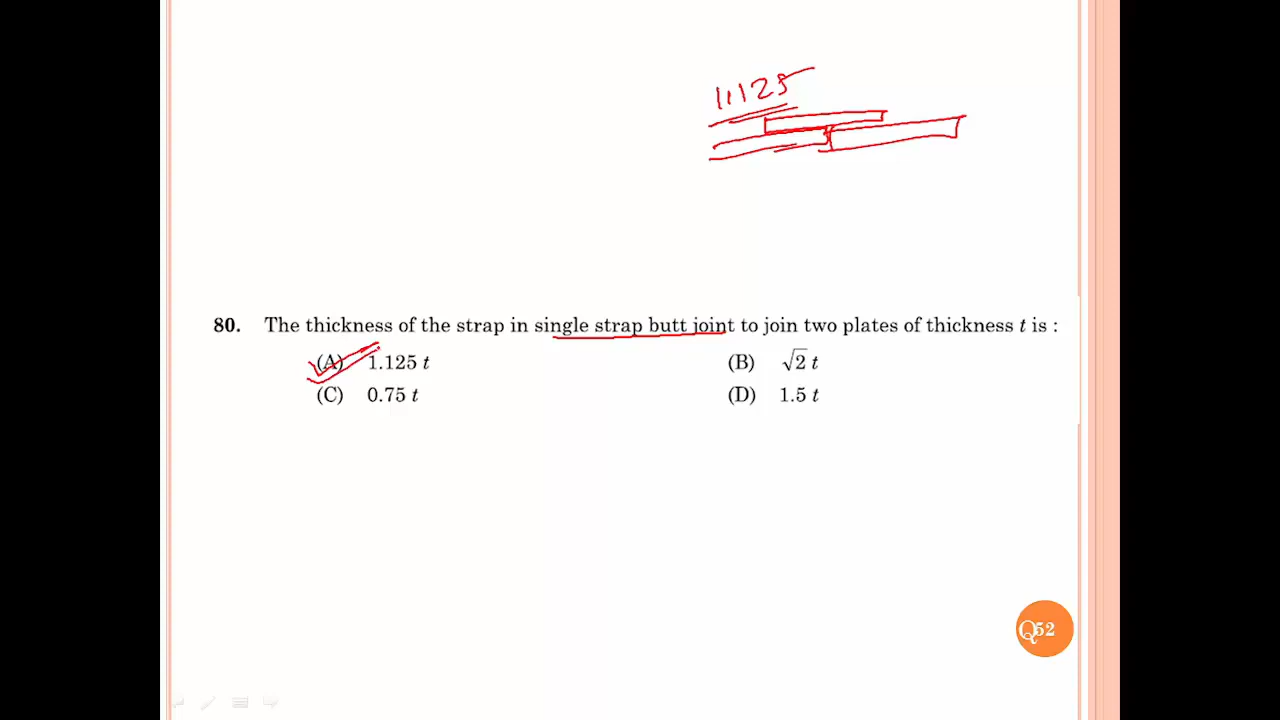 1.125
80. The thickness of the strap in single strap butt joint to join two plates of thickness t is :
(A) 1.125 t (B) √2 t
(C) 0.75 t (D) 1.5 t
Q52